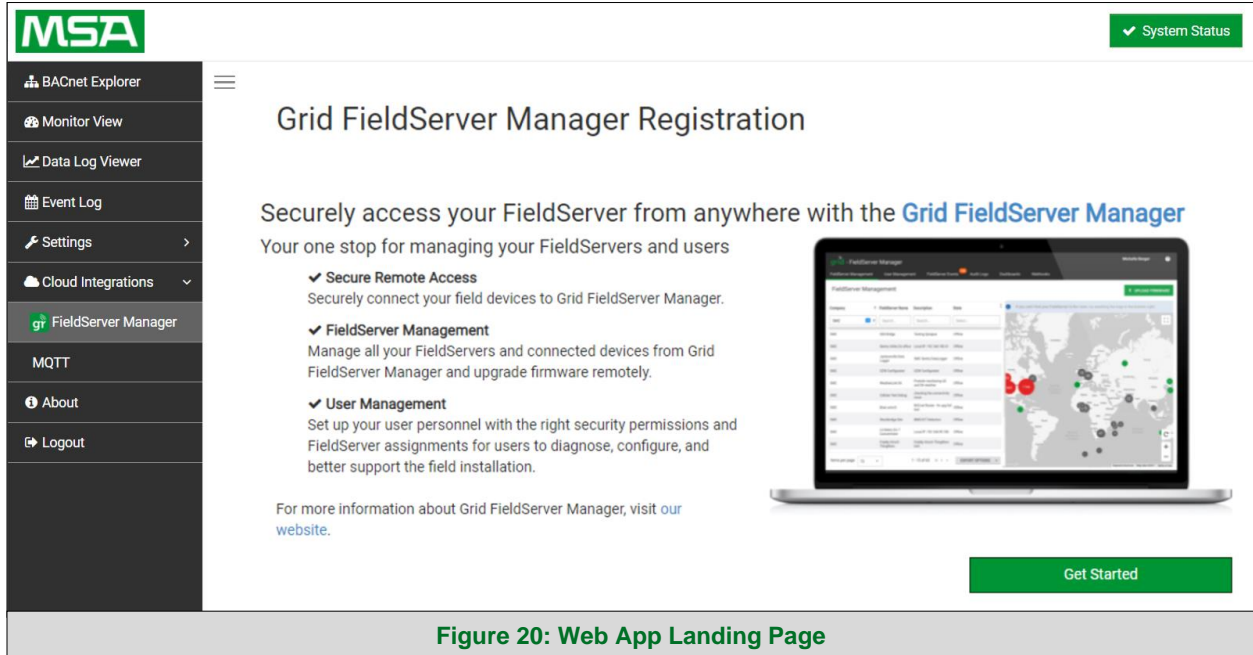 MSA
System Status
BACnet Explorer
Monitor View
Data Log Viewer
Event Log
Settings
Cloud Integrations
gr FieldServer Manager
MQTT
About
Logout
Grid FieldServer Manager Registration
Securely access your FieldServer from anywhere with the Grid FieldServer Manager
Your one stop for managing your FieldServers and users
Secure Remote Access
Securely connect your field devices to Grid FieldServer Manager.
FieldServer Management
Manage all your FieldServers and connected devices from Grid
FieldServer Manager and upgrade firmware remotely.
User Management
Set up your user personnel with the right security permissions and
FieldServer assignments for users to diagnose, configure, and
better support the field installation.
For more information about Grid FieldServer Manager, visit our
website.
grid - FieldServer Manager
FieldServer Management
Get Started
Figure 20: Web App Landing Page